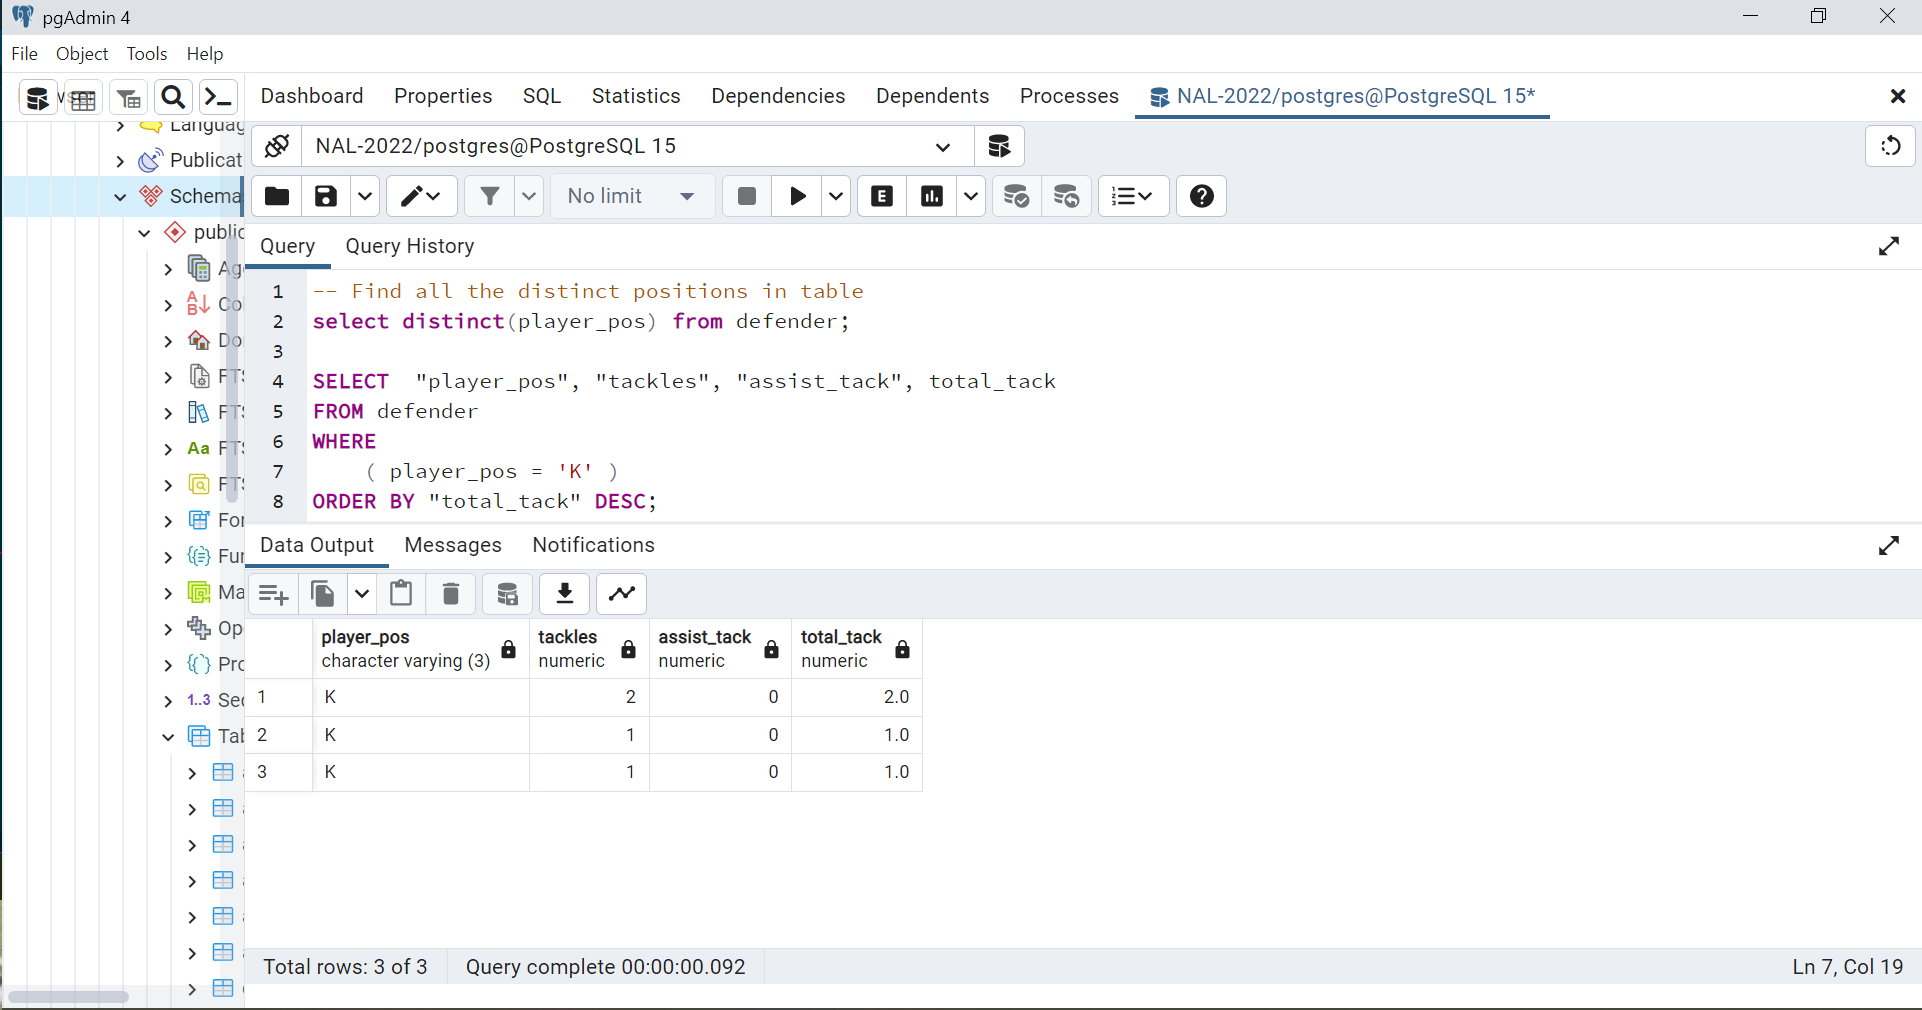 pgAdmin 4
File Object Tools Help
Dashboard Properties SQL Statistics Dependencies Dependents Processes NAL-2022/postgres@PostgreSQL 15*
NAL-2022/postgres@PostgreSQL 15
No limit
Query Query History
1 -- Find all the distinct positions in table
2 select distinct(player_pos) from defender;
3
4 SELECT "player_pos", "tackles", "assist_tack", total_tack
5 FROM defender
6 WHERE
7 ( player_pos = 'K' )
8 ORDER BY "total_tack" DESC;
Data Output Messages Notifications
player_pos tackles assist_tack total_tack
character varying (3) numeric numeric numeric
1 K 2 0 2.0
2 K 1 0 1.0
3 K 1 0 1.0
Total rows: 3 of 3 Query complete 00:00:00.092 Ln 7, Col 19
Languag
Publicat
Schema
public
Ag
Co
Do
FTS
FTS
Aa FTS
FTS
For
Fur
Ma
Op
Pro
1..3 Sec
Tab